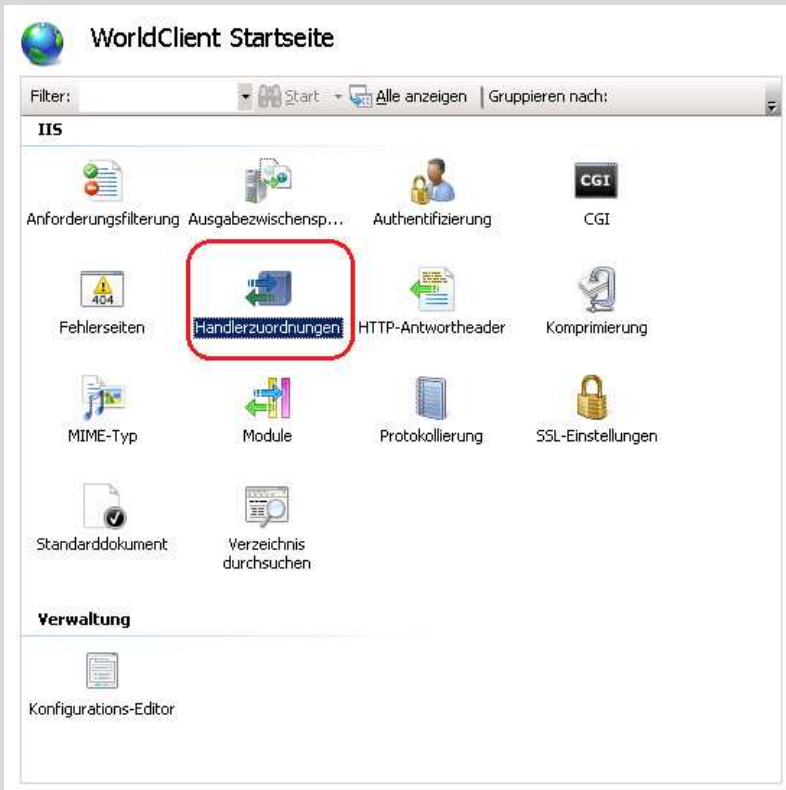 WorldClient Startseite
Filter: Start Alle anzeigen Gruppieren nach:
IIS
Anforderungsfilterung Ausgabezwischensp... Authentifizierung CGI
CGI
404
Fehlerseiten Handlerzuordnungen HTTP-Antwortheader Komprimierung
MIME-Typ Module Protokollierung SSL-Einstellungen
Standarddokument Verzeichnis
durchsuchen
Verwaltung
Konfigurations-Editor